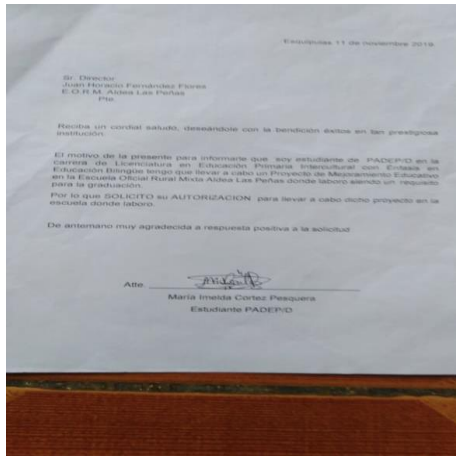 Esquipulas 11 de noviembre 2019
Sr. Director
Juan Horacio Fernández Flores
E.O.R.M. Aldea Las Peñas
Pte.
Reciba un cordial saludo, deseándole con la bendición éxitos en tan prestigiosa
institución.
El motivo de la presente para informarle que soy estudiante de PADEP/D en la
carrera de Licenciatura en Educación Primaria Intercultural con Énfasis en
Educación Bilingüe tengo que llevar a cabo un Proyecto de Mejoramiento Educativo
en la Escuela Oficial Rural Mixta Aldea Las Peñas donde laboro siendo un requisito
para la graduación.
Por lo que SOLICITO su AUTORIZACION para llevar a cabo dicho proyecto en la
escuela donde laboro.
De antemano muy agradecida a respuesta positiva a la solicitud
Atte.
María Imelda Cortez Pesquera
Estudiante PADEP/D